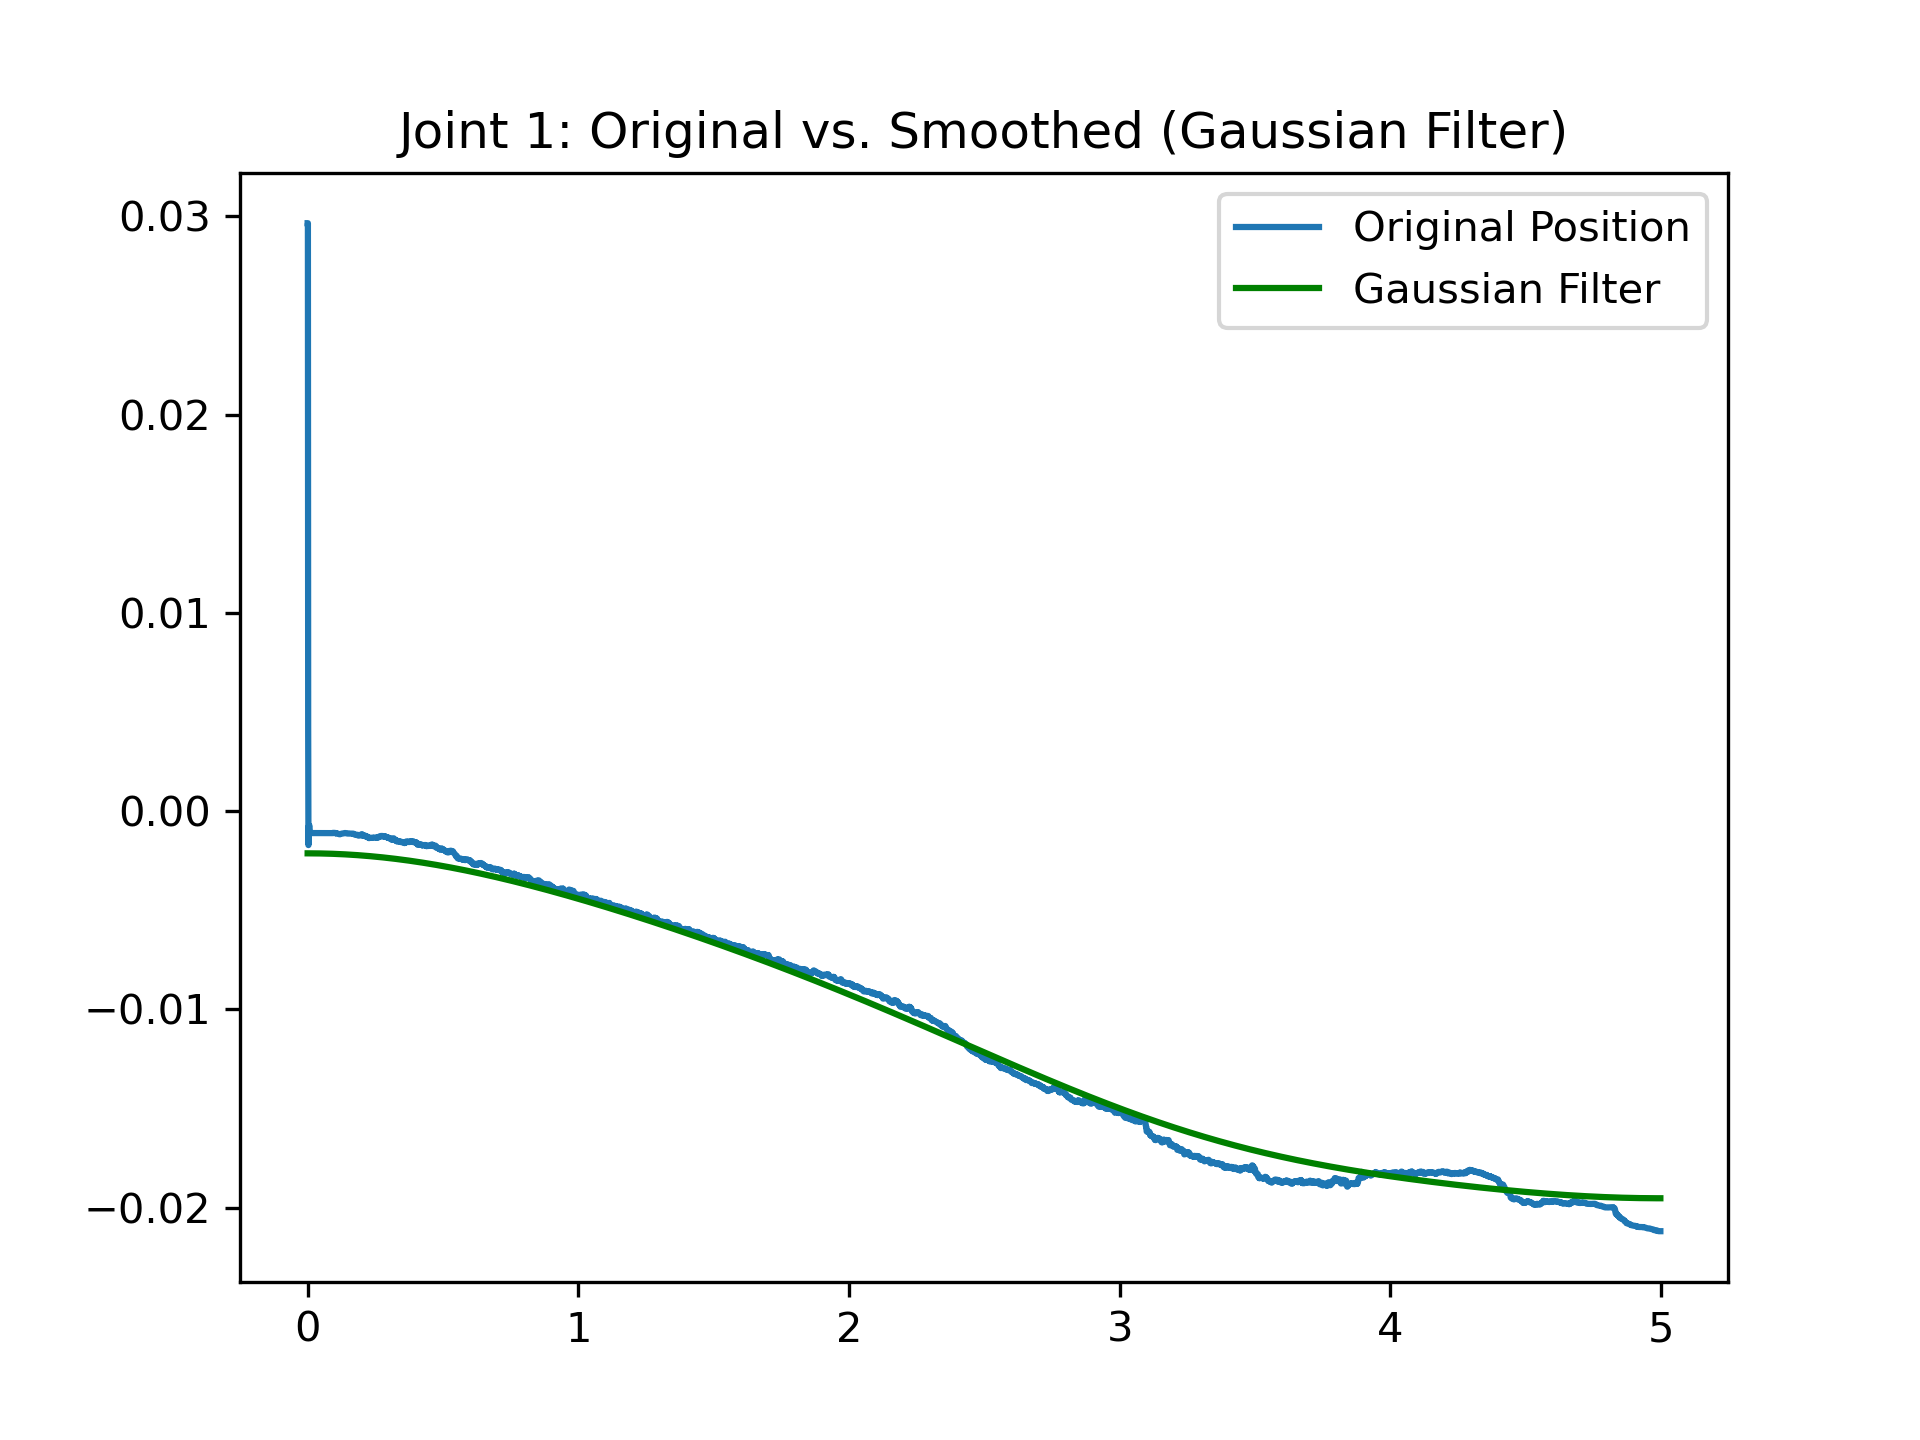 Joint 1: Original vs. Smoothed (Gaussian Filter)
Original Position
Gaussian Filter
0.03
0.02
0.01
0.00
−0.01
−0.02
0 1 2 3 4 5